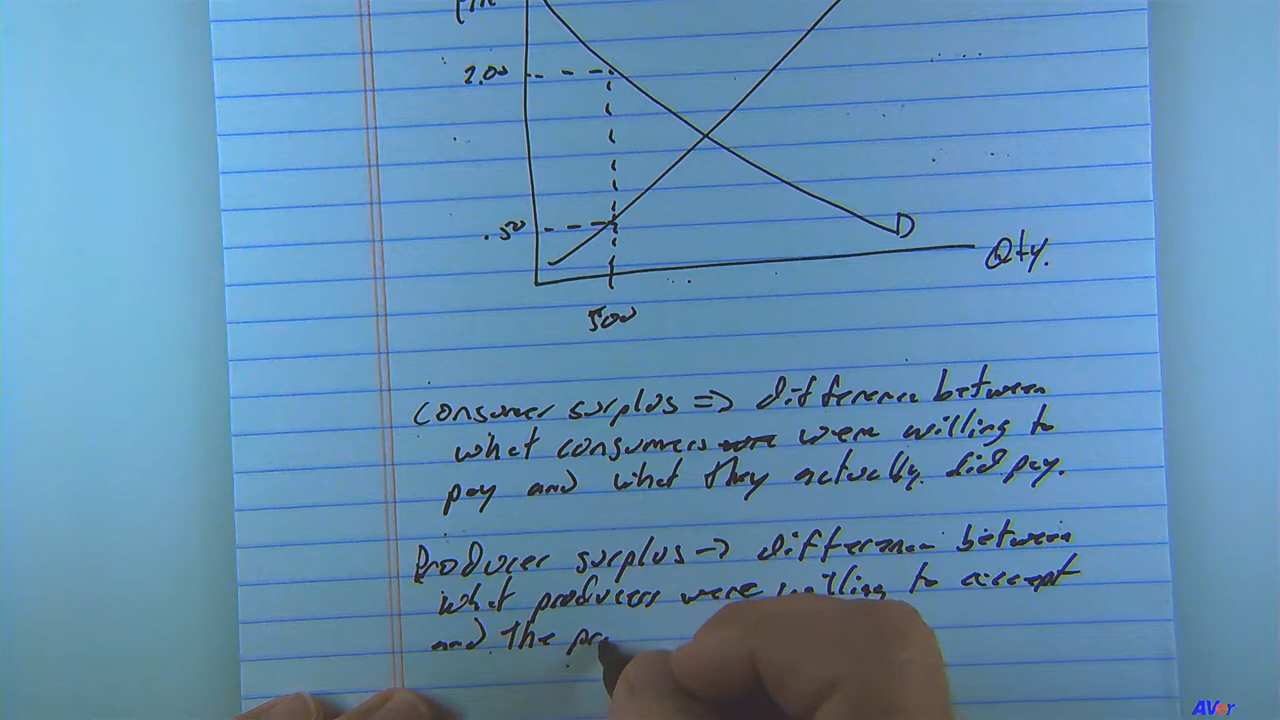 2.00
.50
D
Qty.
500
Consumer surplus => difference between
what consumers were willing to
pay and what they actually did pay.
Producer surplus -> difference between
what producers were willing to accept
and the
AVer